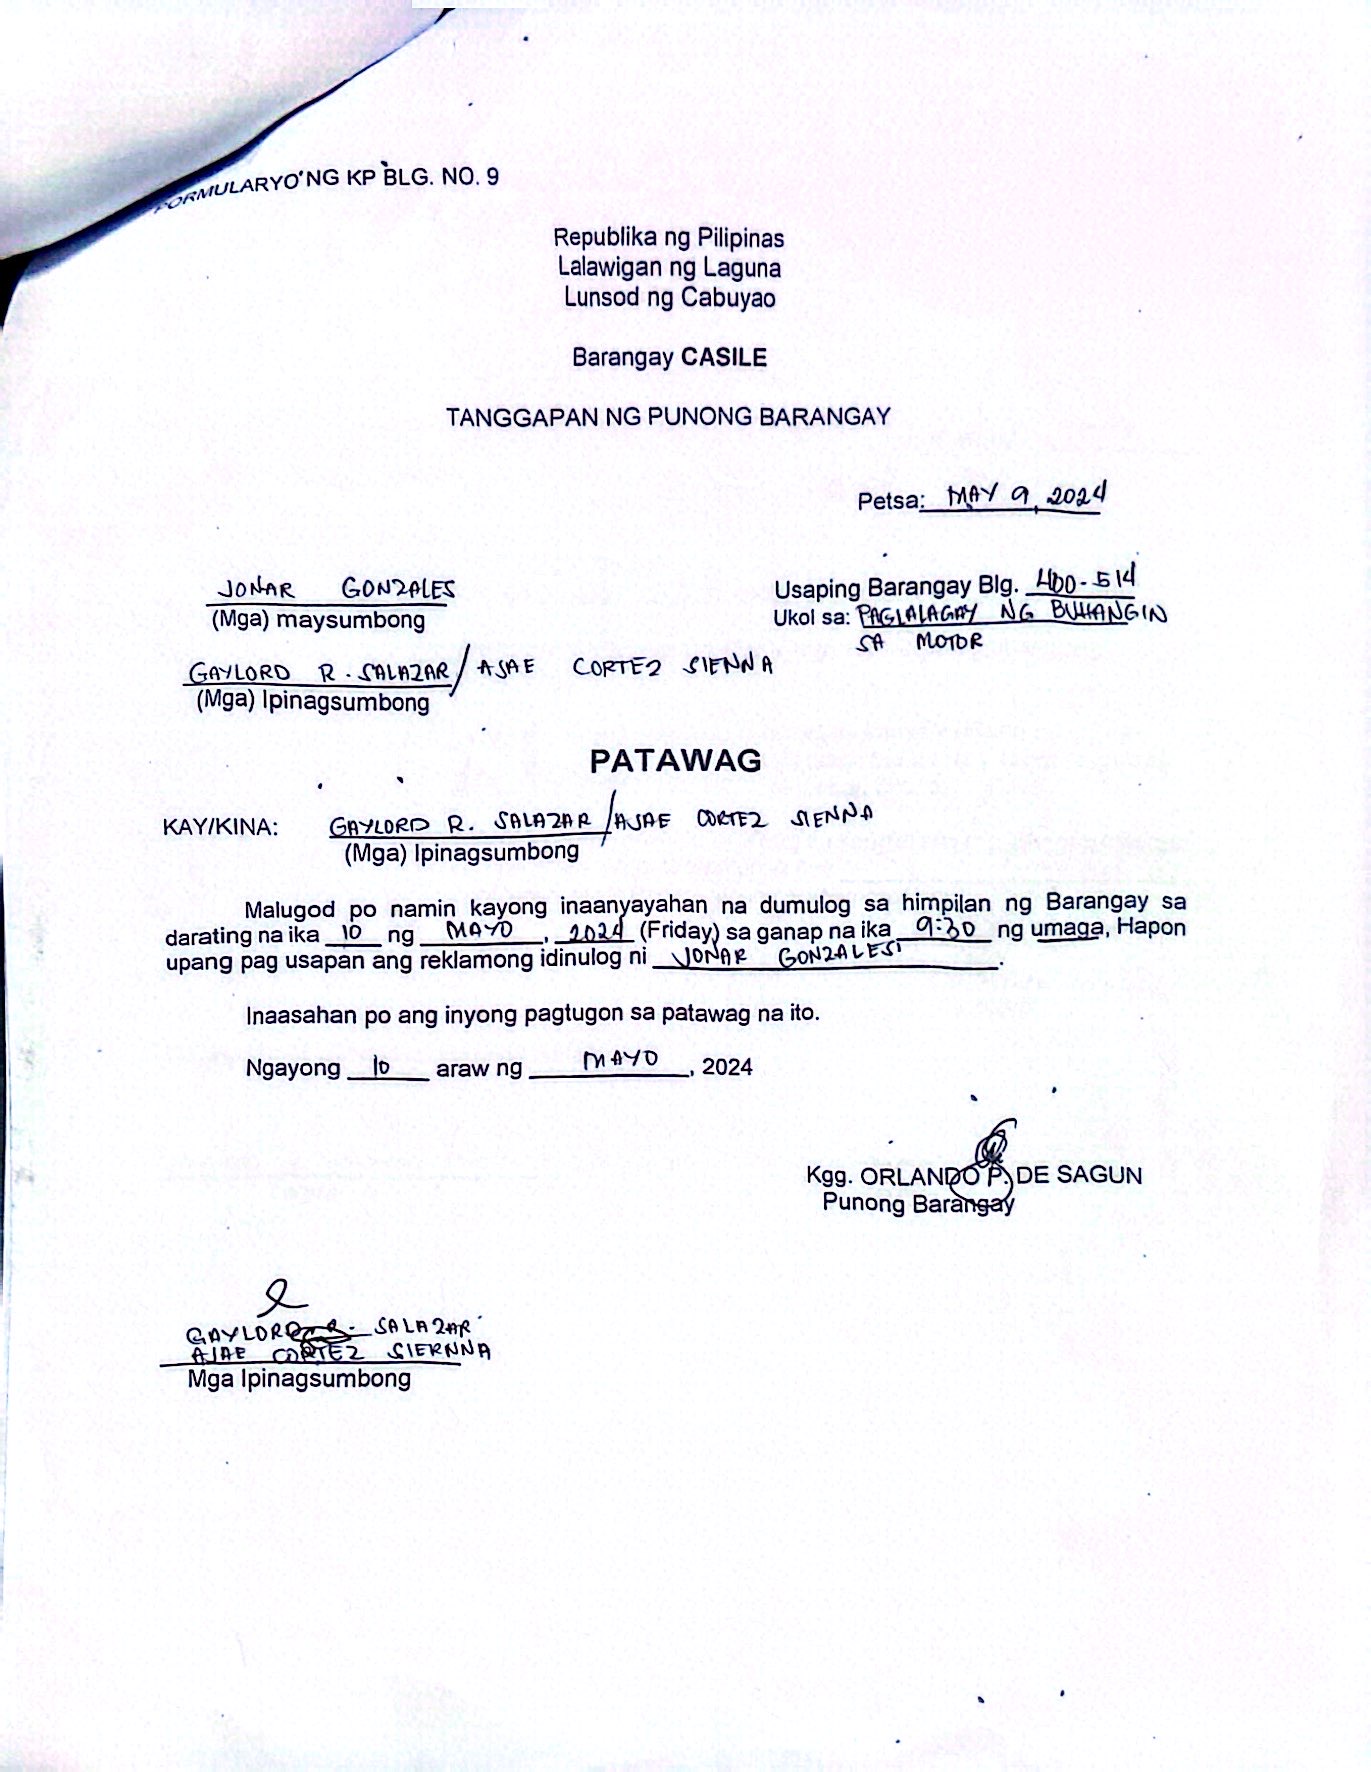 FORMULARYO NG KP BLG. NO. 9
Republika ng Pilipinas
Lalawigan ng Laguna
Lunsod ng Cabuyao
Barangay CASILE
TANGGAPAN NG PUNONG BARANGAY
Petsa: MAY 9, 2024
JONAR GONZALES
(Mga) maysumbong
Usaping Barangay Blg. 400-514
Ukol sa: PAGLALAGAY NG BUHANGIN
SA MOTOR
GAYLORD R. SALAZAR / AJAE CORTEZ SIENNA
(Mga) Ipinagsumbong
PATAWAG
KAY/KINA: GAYLORD R. SALAZAR / AJAE CORTEZ SIENNA
(Mga) Ipinagsumbong
Malugod po namin kayong inaanyayahan na dumulog sa himpilan ng Barangay sa
darating na ika 10 ng MAYO, 2024 (Friday) sa ganap na ika 9:30 ng umaga, Hapon
upang pag usapan ang reklamong idinulog ni JONAR GONZALES.
Inaasahan po ang inyong pagtugon sa patawag na ito.
Ngayong 10 araw ng MAYO, 2024
Kgg. ORLANDO P. DE SAGUN
Punong Barangay
GAYLORD R. SALAZAR
AJAE CORTEZ SIERNNA
Mga Ipinagsumbong